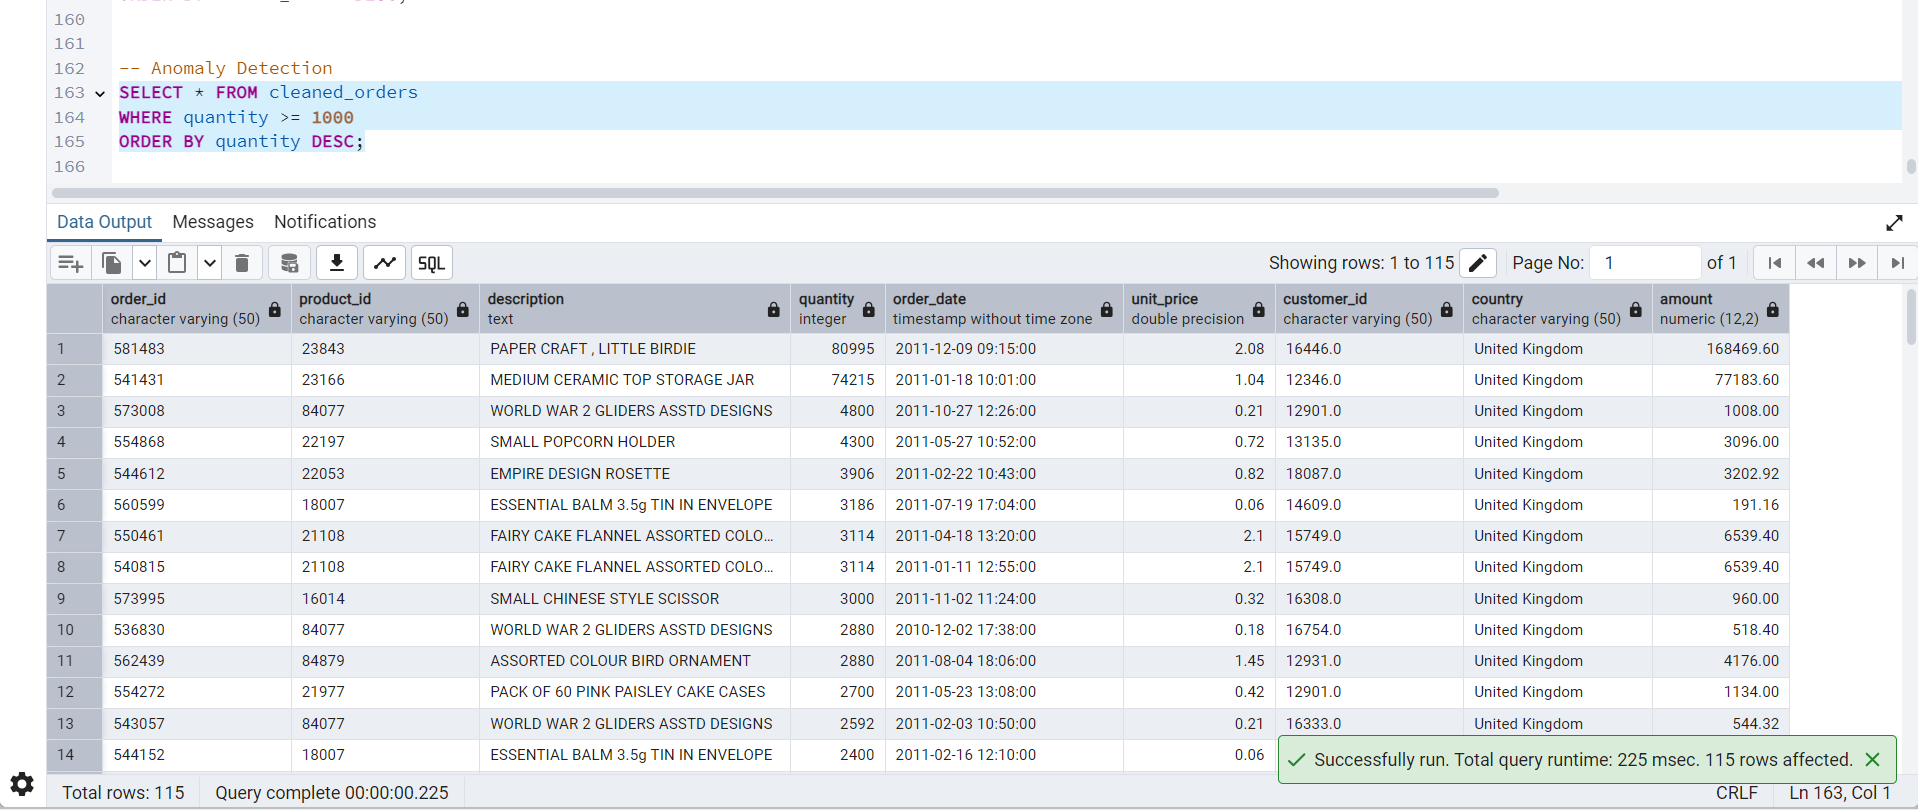 160
161
162 -- Anomaly Detection
163 SELECT * FROM cleaned_orders
164 WHERE quantity >= 1000
165 ORDER BY quantity DESC;
166
Data Output Messages Notifications
SQL Showing rows: 1 to 115 Page No: 1 of 1
order_id product_id description quantity order_date unit_price customer_id country amount
character varying (50) character varying (50) text integer timestamp without time zone double precision character varying (50) character varying (50) numeric (12,2)
1 581483 23843 PAPER CRAFT , LITTLE BIRDIE 80995 2011-12-09 09:15:00 2.08 16446.0 United Kingdom 168469.60
2 541431 23166 MEDIUM CERAMIC TOP STORAGE JAR 74215 2011-01-18 10:01:00 1.04 12346.0 United Kingdom 77183.60
3 573008 84077 WORLD WAR 2 GLIDERS ASSTD DESIGNS 4800 2011-10-27 12:26:00 0.21 12901.0 United Kingdom 1008.00
4 554868 22197 SMALL POPCORN HOLDER 4300 2011-05-27 10:52:00 0.72 13135.0 United Kingdom 3096.00
5 544612 22053 EMPIRE DESIGN ROSETTE 3906 2011-02-22 10:43:00 0.82 18087.0 United Kingdom 3202.92
6 560599 18007 ESSENTIAL BALM 3.5g TIN IN ENVELOPE 3186 2011-07-19 17:04:00 0.06 14609.0 United Kingdom 191.16
7 550461 21108 FAIRY CAKE FLANNEL ASSORTED COLO... 3114 2011-04-18 13:20:00 2.1 15749.0 United Kingdom 6539.40
8 540815 21108 FAIRY CAKE FLANNEL ASSORTED COLO... 3114 2011-01-11 12:55:00 2.1 15749.0 United Kingdom 6539.40
9 573995 16014 SMALL CHINESE STYLE SCISSOR 3000 2011-11-02 11:24:00 0.32 16308.0 United Kingdom 960.00
10 536830 84077 WORLD WAR 2 GLIDERS ASSTD DESIGNS 2880 2010-12-02 17:38:00 0.18 16754.0 United Kingdom 518.40
11 562439 84879 ASSORTED COLOUR BIRD ORNAMENT 2880 2011-08-04 18:06:00 1.45 12931.0 United Kingdom 4176.00
12 554272 21977 PACK OF 60 PINK PAISLEY CAKE CASES 2700 2011-05-23 13:08:00 0.42 12901.0 United Kingdom 1134.00
13 543057 84077 WORLD WAR 2 GLIDERS ASSTD DESIGNS 2592 2011-02-03 10:50:00 0.21 16333.0 United Kingdom 544.32
14 544152 18007 ESSENTIAL BALM 3.5g TIN IN ENVELOPE 2400 2011-02-16 12:10:00 0.06
Successfully run. Total query runtime: 225 msec. 115 rows affected.
Total rows: 115 Query complete 00:00:00.225 CRLF Ln 163, Col 1